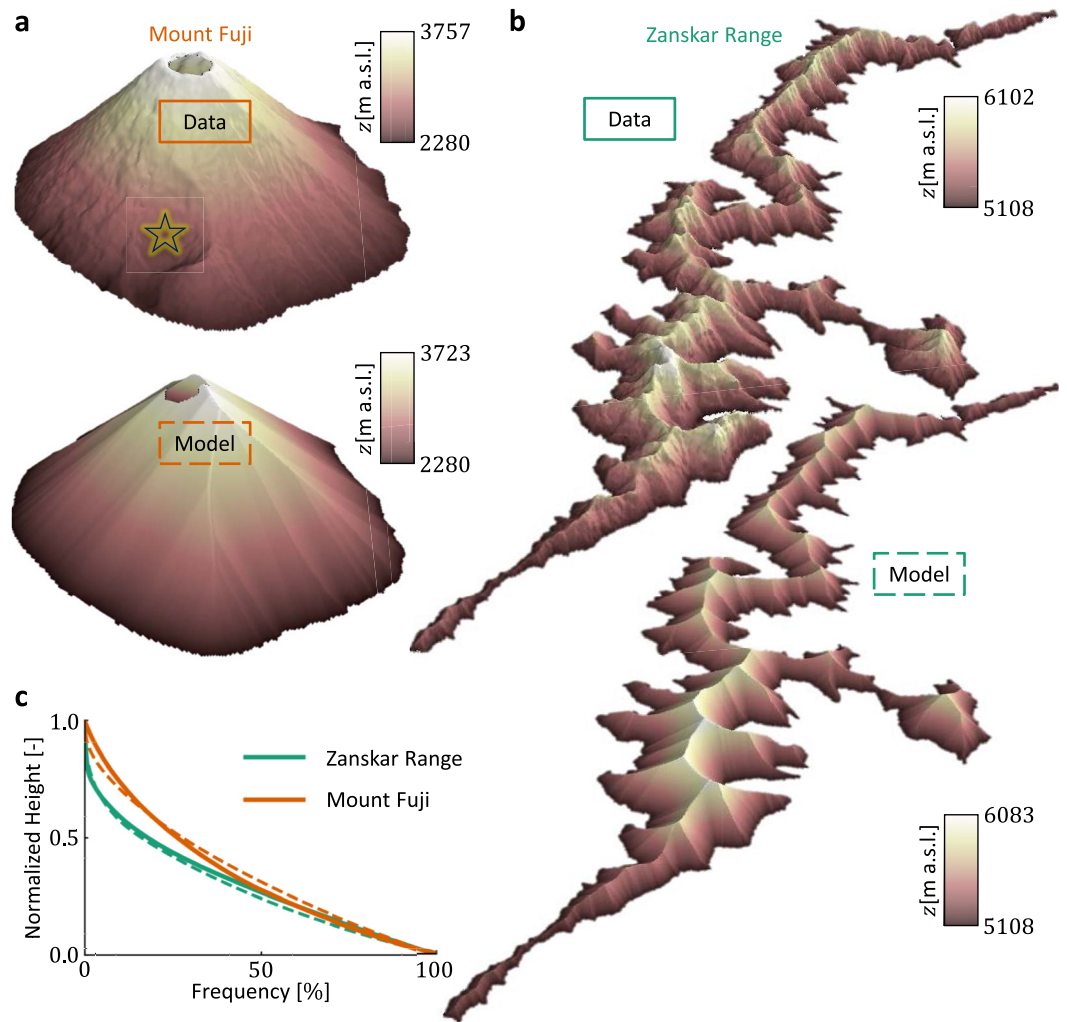 a
Mount Fuji
Data
z[m a.s.l.]
3757
2280
Model
z[m a.s.l.]
3723
2280
b
Zanskar Range
Data
z[m a.s.l.]
6102
5108
Model
z[m a.s.l.]
6083
5108
c
Normalized Height [-]
1.0
0.5
0.0
Zanskar Range
Mount Fuji
0
50
100
Frequency [%]